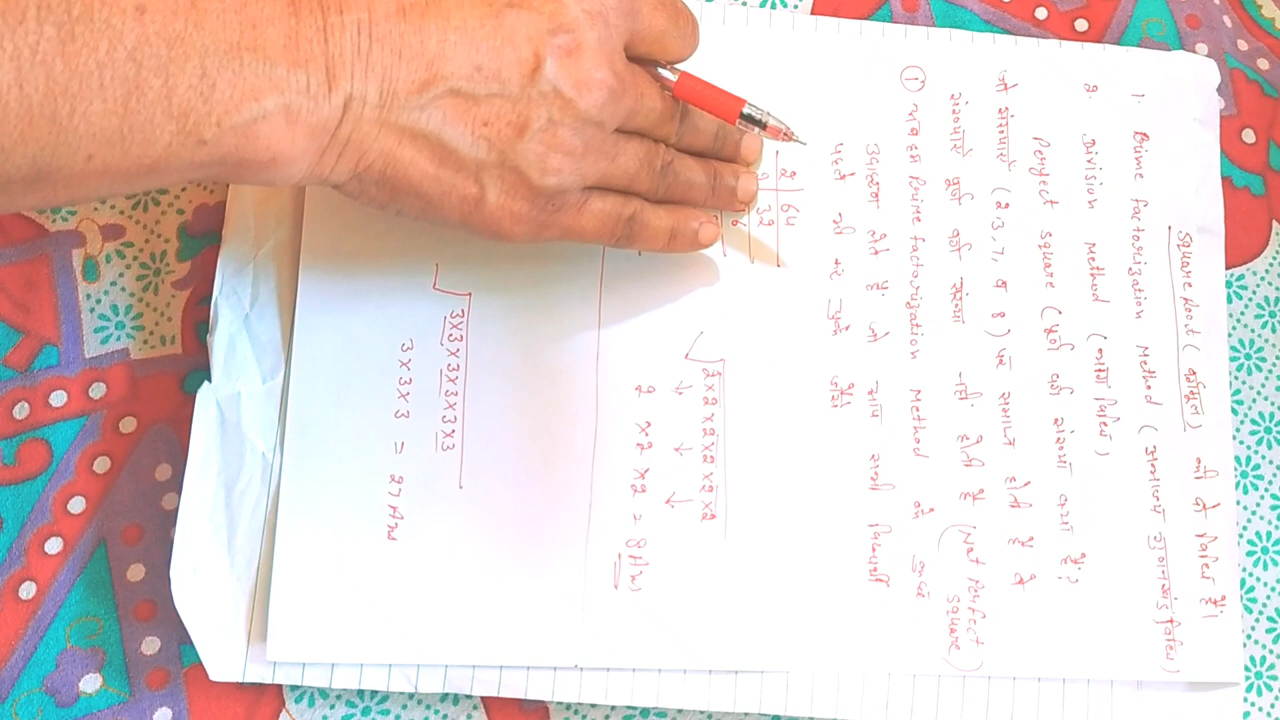 Square Root (वर्गमूल) की दो विधियां हैं।
1. Prime factorization Method (अभाज्य गुणनखंड विधि)
2. Division Method (भाग विधि)
Perfect Square (पूर्ण वर्ग संख्या क्या है?
जो संख्याएं (2, 3, 7, व 8) पर समाप्त होती हैं वे
संख्याएं पूर्ण वर्ग संख्या नहीं होती हैं (Not Perfect Square)
① अब हम Prime factorization Method को
उदाहरण लेते हैं। जो आप सभी विद्यार्थी
पहले से पढ़ चुके
2 | 64
32
√2×2×2×2×2×2
↓ ↓ ↓
2 ×2 ×2 = 8 Ans
√3×3×3×3×3×3
3×3×3 = 27 Ans